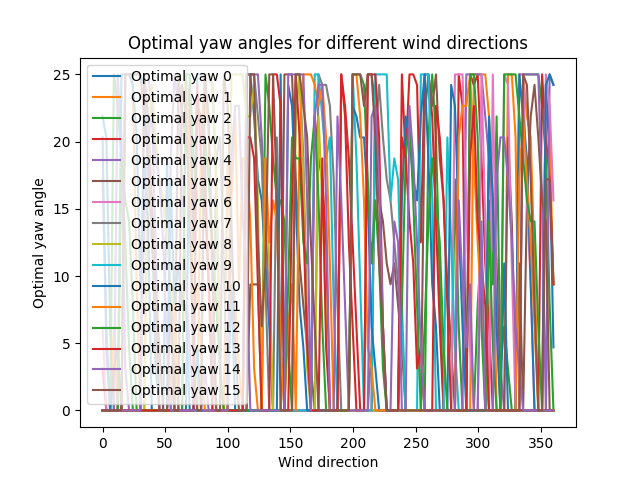 Optimal yaw angles for different wind directions
25
20
15
10
5
0
Optimal yaw angle
Optimal yaw 0
Optimal yaw 1
Optimal yaw 2
Optimal yaw 3
Optimal yaw 4
Optimal yaw 5
Optimal yaw 6
Optimal yaw 7
Optimal yaw 8
Optimal yaw 9
Optimal yaw 10
Optimal yaw 11
Optimal yaw 12
Optimal yaw 13
Optimal yaw 14
Optimal yaw 15
0 50 100 150 200 250 300 350
Wind direction